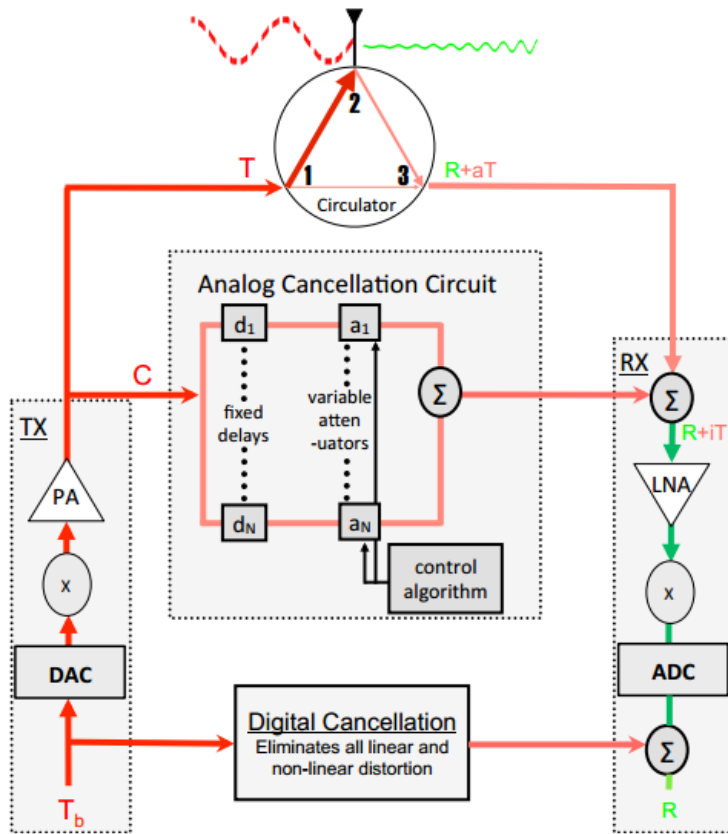 2
T
1
3
R+aT
Circulator
Analog Cancellation Circuit
d1
a1
C
RX
Σ
Σ
TX
fixed
delays
variable
atten
-uators
R+iT
PA
LNA
dN
aN
control
algorithm
x
x
DAC
ADC
Digital Cancellation
Eliminates all linear and
non-linear distortion
Σ
Tb
R